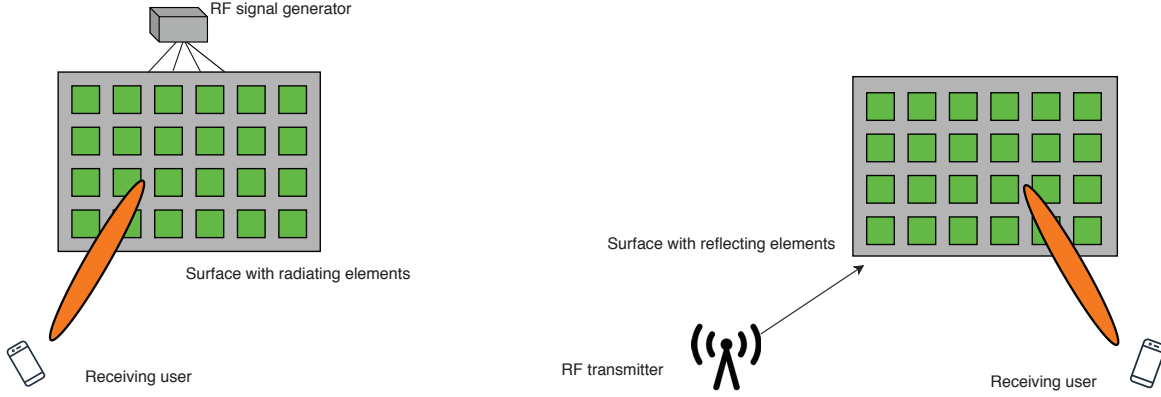 RF signal generator
Surface with radiating elements
Receiving user
Surface with reflecting elements
RF transmitter
Receiving user